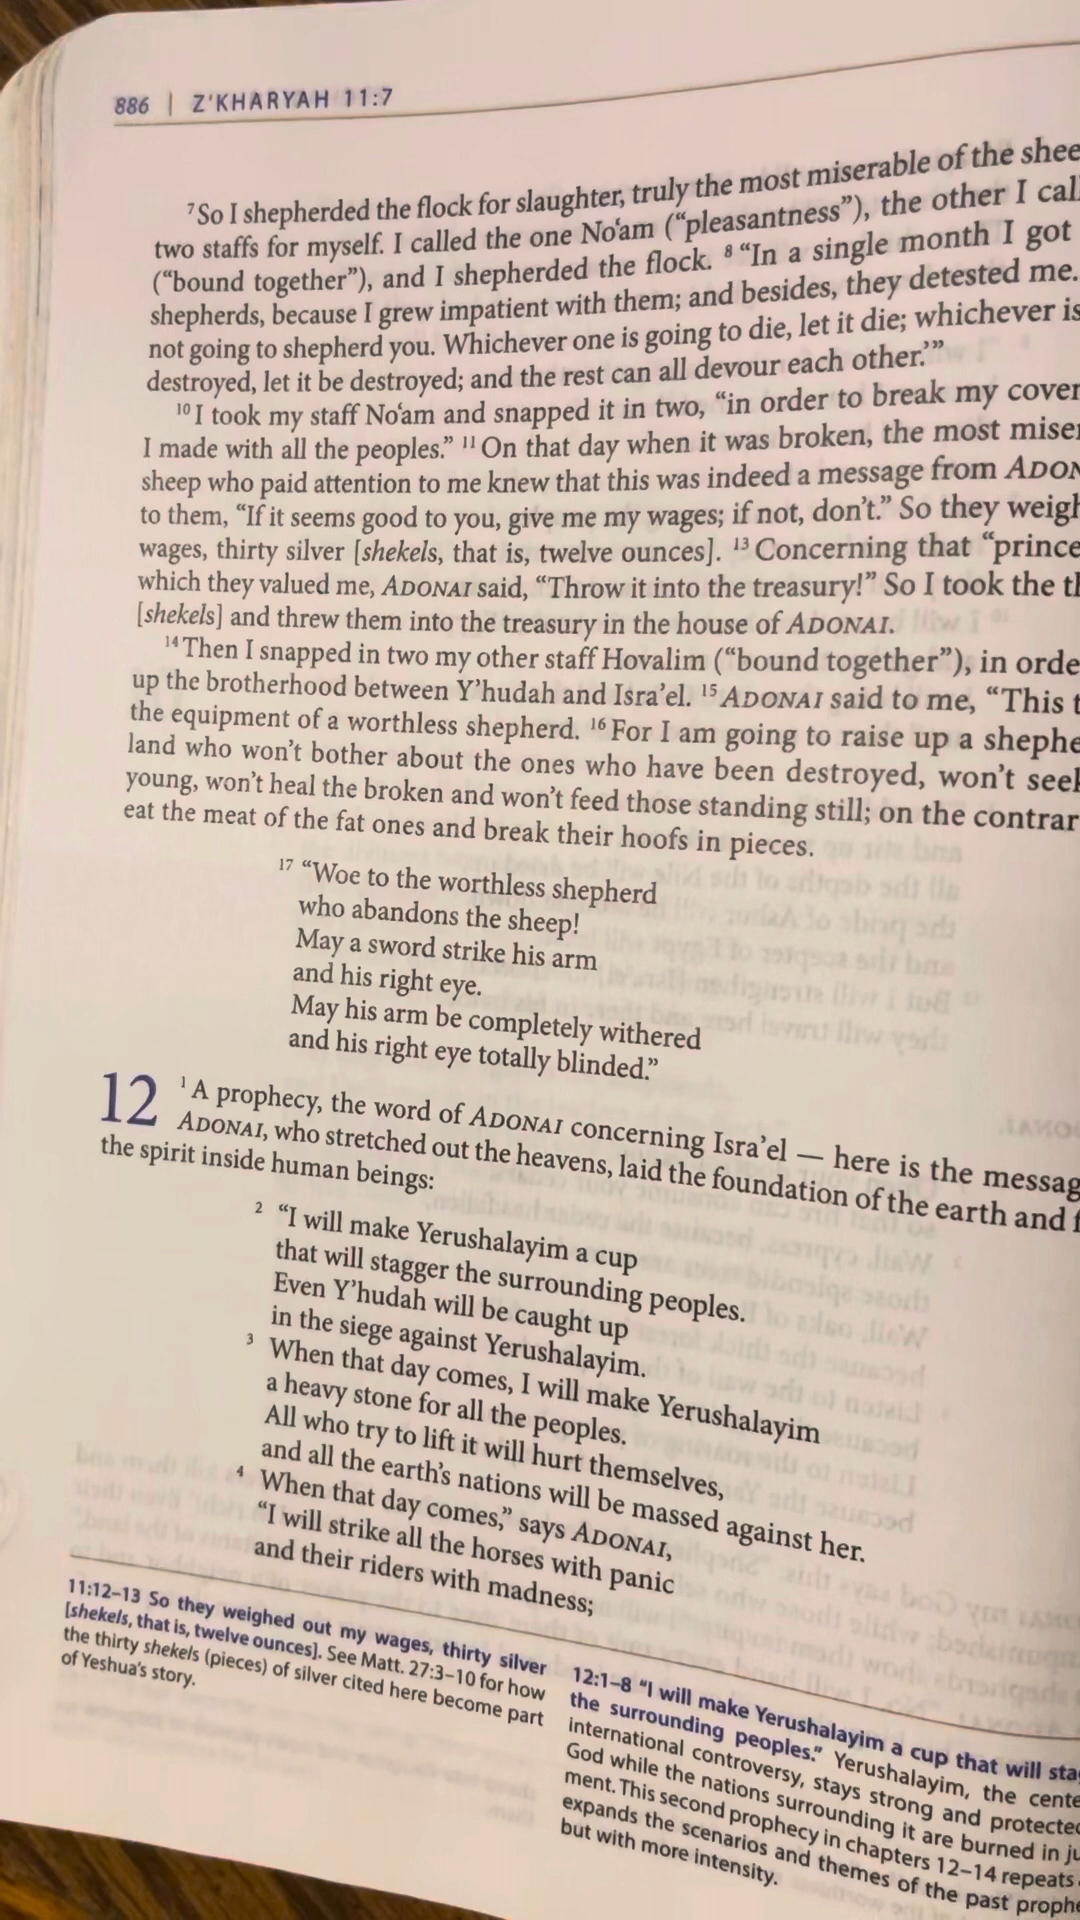 886 | Z'KHARYAH 11:7
⁷So I shepherded the flock for slaughter, truly the most miserable of the
two staffs for myself. I called the one No‘am (“pleasantness”), the other I
(“bound together”), and I shepherded the flock. ⁸ “In a single month I got
shepherds, because I grew impatient with them; and besides, they detested me.
not going to shepherd you. Whichever one is going to die, let it die; whichever is
destroyed, let it be destroyed; and the rest can all devour each other.’”
¹⁰I took my staff No‘am and snapped it in two, “in order to break my
I made with all the peoples.” ¹¹On that day when it was broken, the most
sheep who paid attention to me knew that this was indeed a message from
to them, “If it seems good to you, give me my wages; if not, don’t.” So they
wages, thirty silver [shekels, that is, twelve ounces]. ¹³Concerning that
which they valued me, ADONAI said, “Throw it into the treasury!” So I took the
[shekels] and threw them into the treasury in the house of ADONAI.
¹⁴Then I snapped in two my other staff Hovalim (“bound together”), in
up the brotherhood between Y’hudah and Isra’el. ¹⁵ADONAI said to me, “This
the equipment of a worthless shepherd. ¹⁶For I am going to raise up a
land who won’t bother about the ones who have been destroyed, won’t
young, won’t heal the broken and won’t feed those standing still; on the
eat the meat of the fat ones and break their hoofs in pieces.
¹⁷ “Woe to the worthless shepherd
who abandons the sheep!
May a sword strike his arm
and his right eye.
May his arm be completely withered
and his right eye totally blinded.”
12 ¹A prophecy, the word of ADONAI concerning Isra’el — here is the
ADONAI, who stretched out the heavens, laid the foundation of the earth and
the spirit inside human beings:
² “I will make Yerushalayim a cup
that will stagger the surrounding peoples.
Even Y’hudah will be caught up
in the siege against Yerushalayim.
³ When that day comes, I will make Yerushalayim
a heavy stone for all the peoples.
All who try to lift it will hurt themselves,
and all the earth’s nations will be massed against her.
⁴ When that day comes,” says ADONAI,
“I will strike all the horses with panic
and their riders with madness;
11:12–13 So they weighed out my wages, thirty silver
[shekels, that is, twelve ounces]. See Matt. 27:3–10 for how
the thirty shekels (pieces) of silver cited here become part
of Yeshua’s story.
12:1–8 “I will make Yerushalayim a cup that will
the surrounding peoples.” Yerushalayim, the
international controversy, stays strong and
God while the nations surrounding it are burned in
ment. This second prophecy in chapters 12–14 repeats
expands the scenarios and themes of the past
but with more intensity.